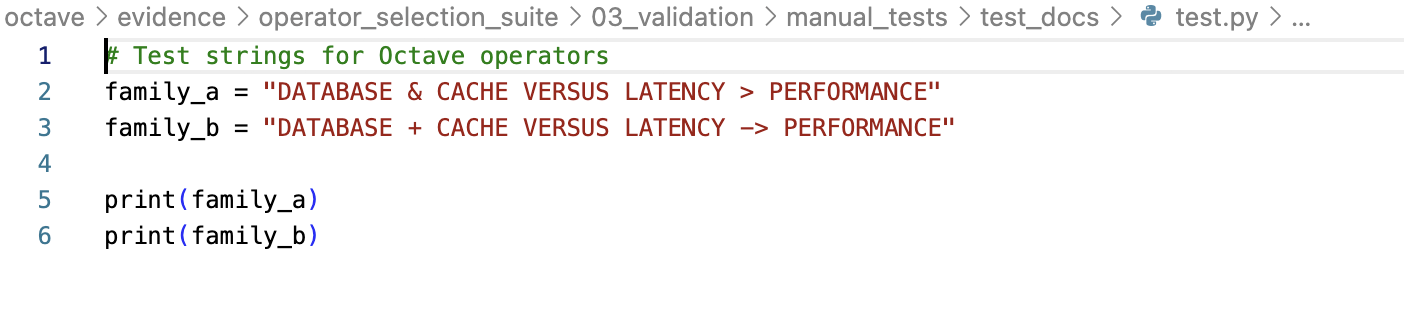 octave > evidence > operator_selection_suite > 03_validation > manual_tests > test_docs > test.py > ...
1 # Test strings for Octave operators
2 family_a = "DATABASE & CACHE VERSUS LATENCY > PERFORMANCE"
3 family_b = "DATABASE + CACHE VERSUS LATENCY -> PERFORMANCE"
4
5 print(family_a)
6 print(family_b)